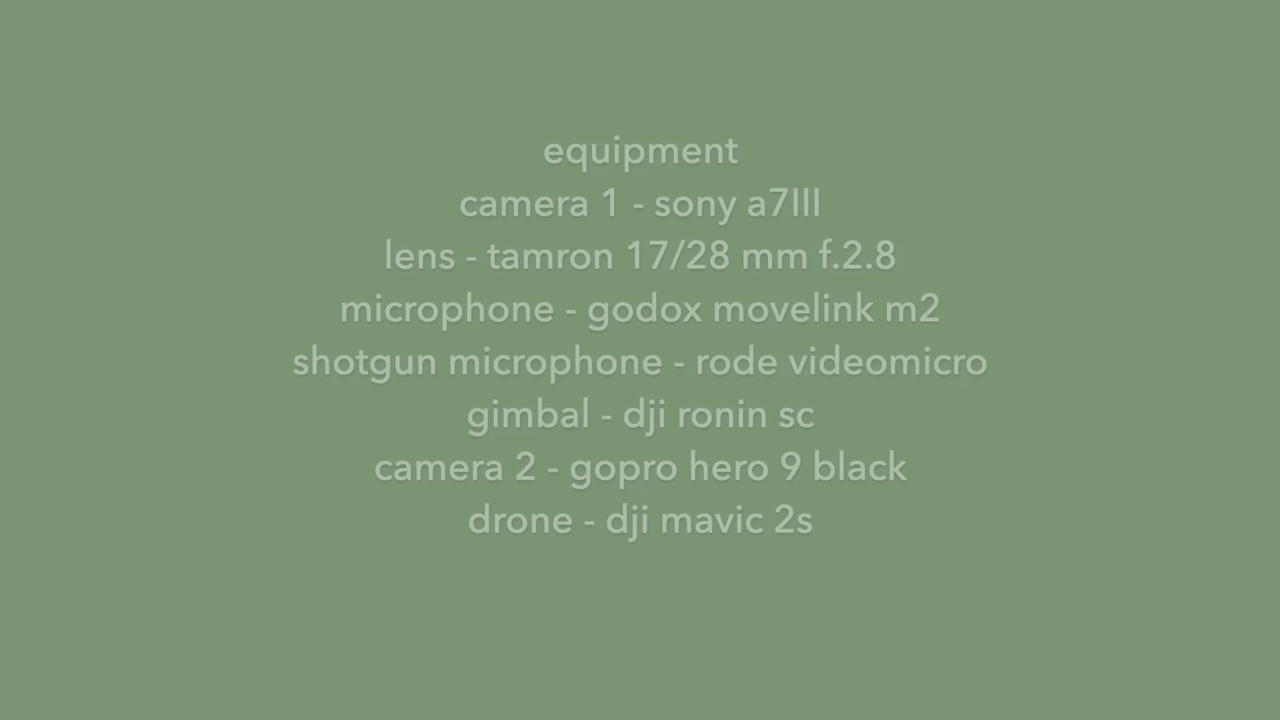 equipment
camera 1 - sony a7III
lens - tamron 17/28 mm f.2.8
microphone - godox movelink m2
shotgun microphone - rode videomicro
gimbal - dji ronin sc
camera 2 - gopro hero 9 black
drone - dji mavic 2s